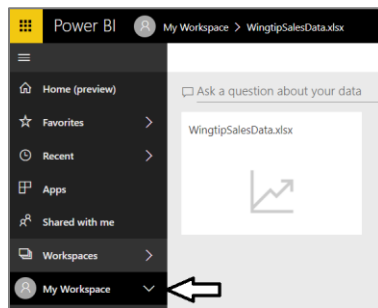 Power BI My Workspace > WingtipSalesData.xlsx
Home (preview)
Ask a question about your data
Favorites
WingtipSalesData.xlsx
Recent
Apps
Shared with me
Workspaces
My Workspace